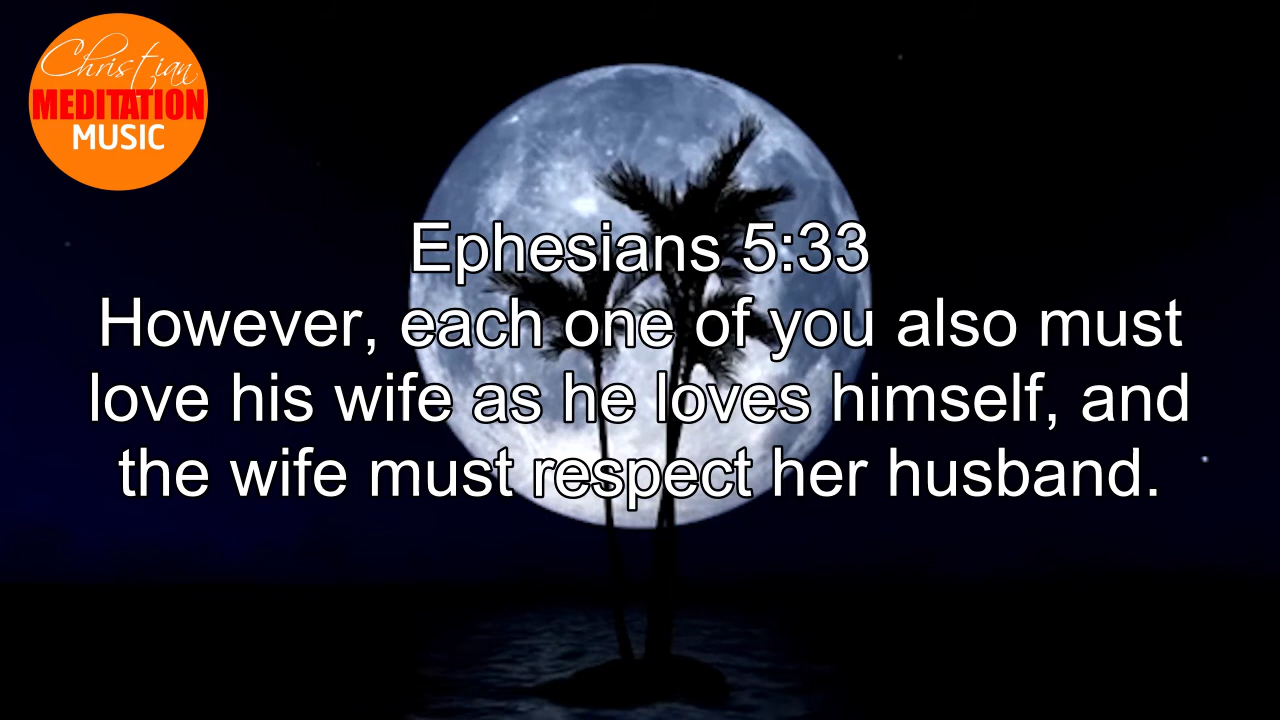 Christian
MEDITATION
MUSIC
Ephesians 5:33
However, each one of you also must
love his wife as he loves himself, and
the wife must respect her husband.